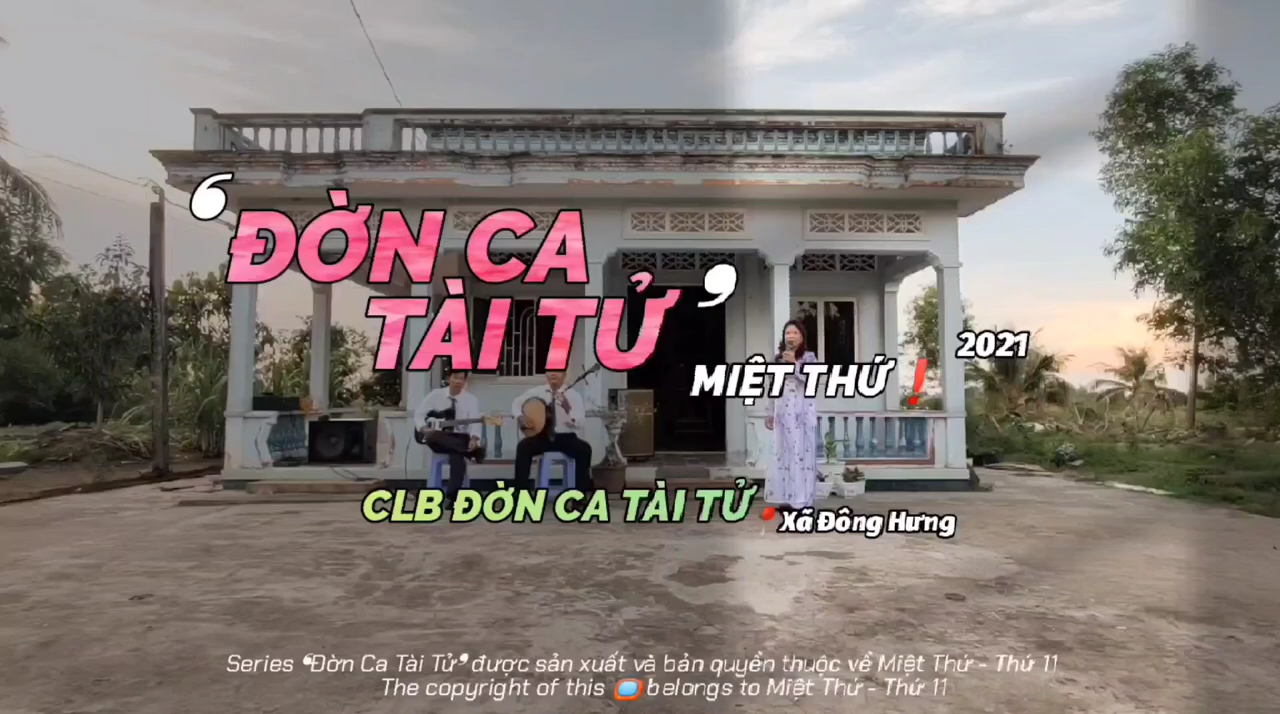 ‘ĐỜN CA
TÀI TỬ’
MIỆT THỨ❗
2021
CLB ĐỜN CA TÀI TỬ
Xã Đông Hưng
Series ‘Đờn Ca Tài Tử’ được sản xuất và bản quyền thuộc về Miệt Thứ - Thứ 11
The copyright of this belongs to Miệt Thứ - Thứ 11